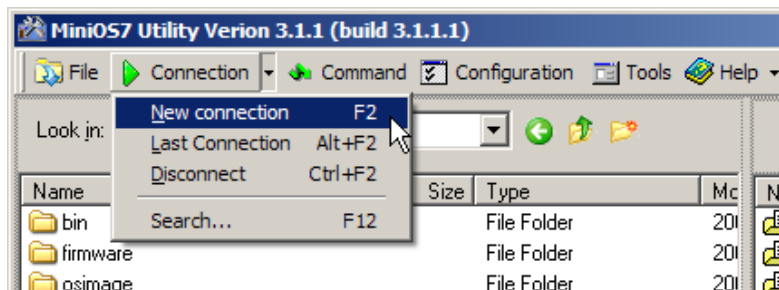 MiniOS7 Utility Verion 3.1.1 (build 3.1.1.1)
File Connection Command Configuration Tools Help
Look in:
New connection F2
Last Connection Alt+F2
Disconnect Ctrl+F2
Search... F12
Name Size Type
bin File Folder
firmware File Folder
osimage File Folder